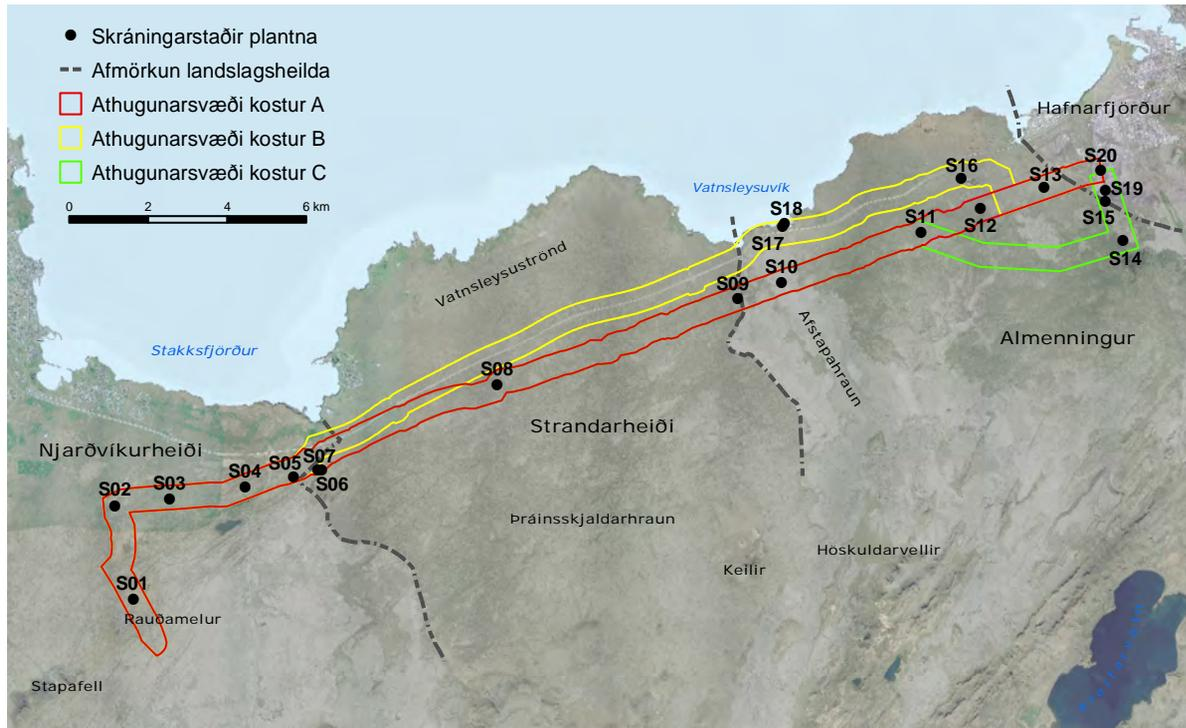 Skráningarstaðir plantna
Afmörkun landslagsheilda
Athugunarsvæði kostur A
Athugunarsvæði kostur B
Athugunarsvæði kostur C
0 2 4 6 km
Hafnarfjörður
Vatnsleysuvík
S20
S16
S13
S19
S18
S15
S11
S12
S17
S14
S10
S09
Vatnsleysuströnd
Afstapahraun
Almenningur
Stakksfjörður
S08
Strandarheiði
Njarðvíkurheiði
S07
S05
S04
S06
S03
S02
Þráinsskjaldarhraun
Höskuldarvellir
Keilir
S01
Rauðamelur
Stapafell
Kleifarvatn